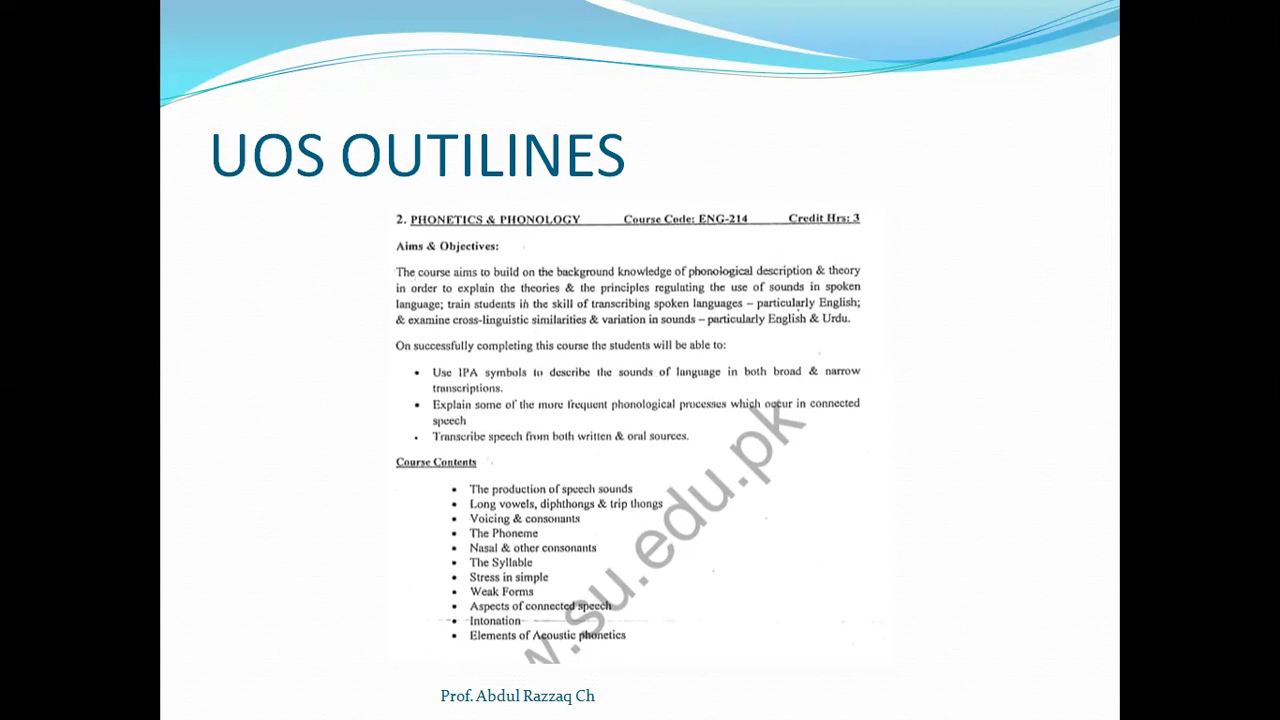 UOS OUTILINES
2. PHONETICS & PHONOLOGY Course Code: ENG-214 Credit Hrs: 3
Aims & Objectives:
The course aims to build on the background knowledge of phonological description & theory
in order to explain the theories & the principles regulating the use of sounds in spoken
language; train students in the skill of transcribing spoken languages – particularly English;
& examine cross-linguistic similarities & variation in sounds – particularly English & Urdu.
On successfully completing this course the students will be able to:
• Use IPA symbols to describe the sounds of language in both broad & narrow
transcriptions.
• Explain some of the more frequent phonological processes which occur in connected
speech
• Transcribe speech from both written & oral sources.
Course Contents
• The production of speech sounds
• Long vowels, diphthongs & trip thongs
• Voicing & consonants
• The Phoneme
• Nasal & other consonants
• The Syllable
• Stress in simple
• Weak Forms
• Aspects of connected speech
• Intonation
• Elements of Acoustic phonetics
w.su.edu.pk
Prof. Abdul Razzaq Ch